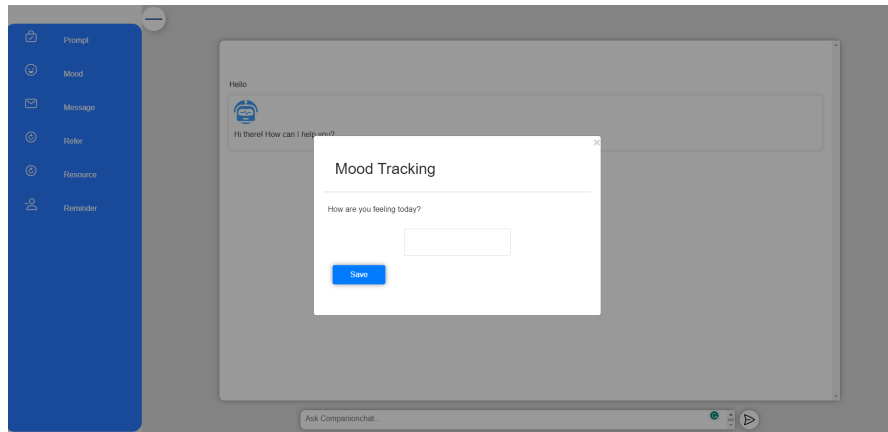 Prompt
Mood
Message
Refer
Resource
Reminder
Hello
Hi there! How can I help you?
Mood Tracking
How are you feeling today?
Save
Ask Companionchat...